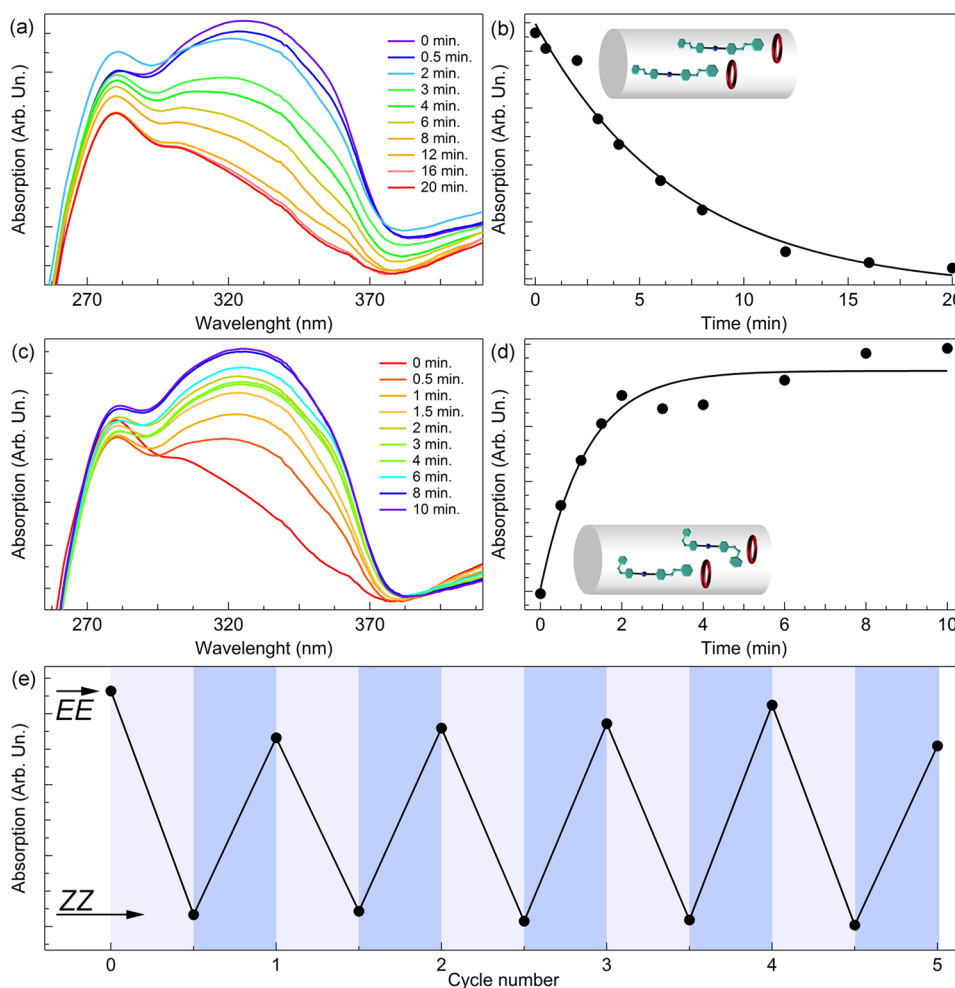 (a)
Absorption (Arb. Un.)
0 min.
0.5 min.
2 min.
3 min.
4 min.
6 min.
8 min.
12 min.
16 min.
20 min.
270 320 370
Wavelenght (nm)
(b)
Absorption (Arb. Un.)
0 5 10 15 20
Time (min)
(c)
Absorption (Arb. Un.)
0 min.
0.5 min.
1 min.
1.5 min.
2 min.
3 min.
4 min.
6 min.
8 min.
10 min.
270 320 370
Wavelenght (nm)
(d)
Absorption (Arb. Un.)
0 2 4 6 8 10
Time (min)
(e)
Absorption (Arb. Un.)
EE
ZZ
0 1 2 3 4 5
Cycle number